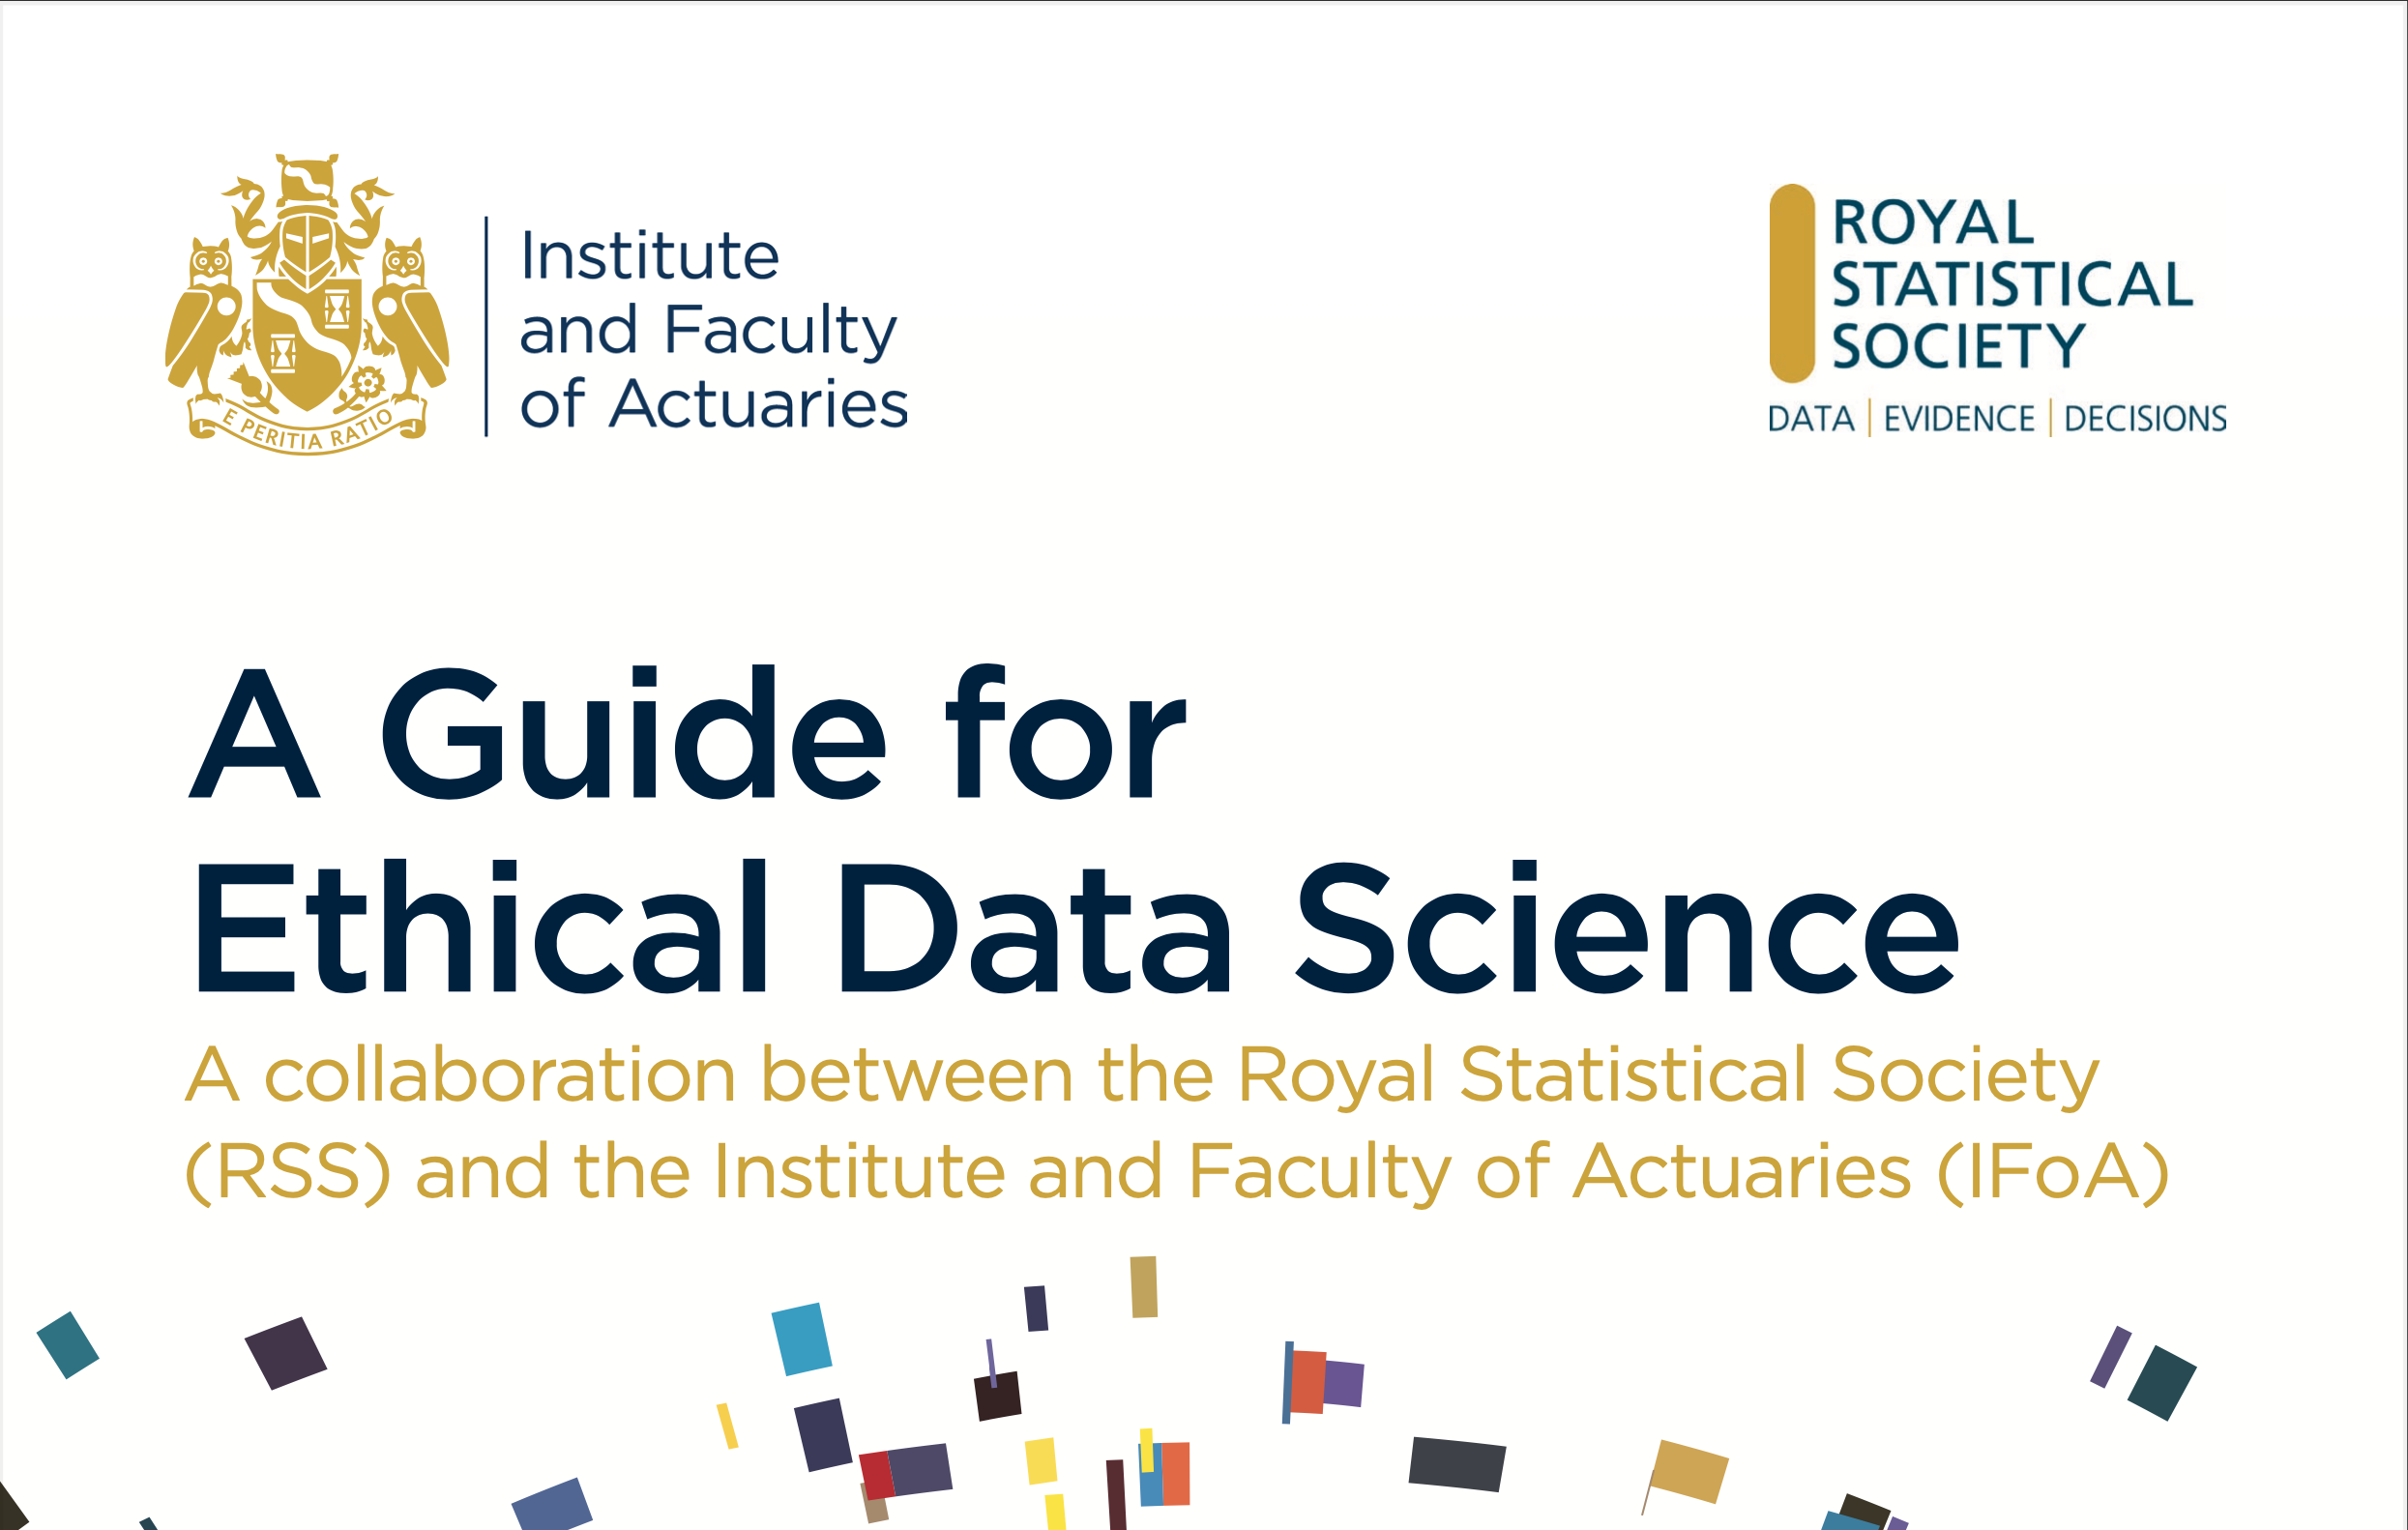 Institute
and Faculty
of Actuaries
E PERITIA RATIO
ROYAL
STATISTICAL
SOCIETY
DATA | EVIDENCE | DECISIONS
A Guide for
Ethical Data Science
A collaboration between the Royal Statistical Society
(RSS) and the Institute and Faculty of Actuaries (IFoA)